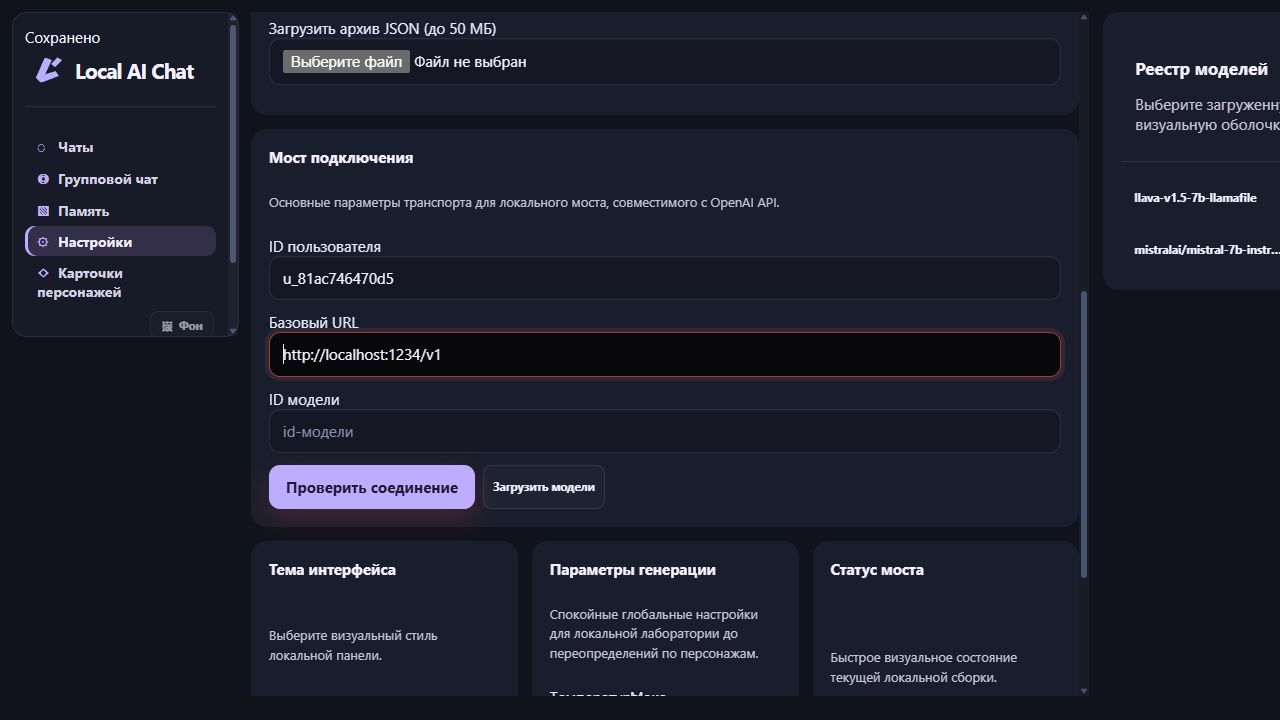 Сохранено
Local AI Chat
Чаты
Групповой чат
Память
Настройки
Карточки
персонажей
Фон
Загрузить архив JSON (до 50 МБ)
Выберите файл Файл не выбран
Мост подключения
Основные параметры транспорта для локального моста, совместимого с OpenAI API.
ID пользователя
u_81ac746470d5
Базовый URL
http://localhost:1234/v1
ID модели
id-модели
Проверить соединение
Загрузить модели
Тема интерфейса
Выберите визуальный стиль
локальной панели.
Параметры генерации
Спокойные глобальные настройки
для локальной лаборатории до
переопределений по персонажам.
Статус моста
Быстрое визуальное состояние
текущей локальной сборки.
Реестр моделей
Выберите
визуальную
llava-v1.5-7b-llamafile
mistralai/mistral-7b-instr...